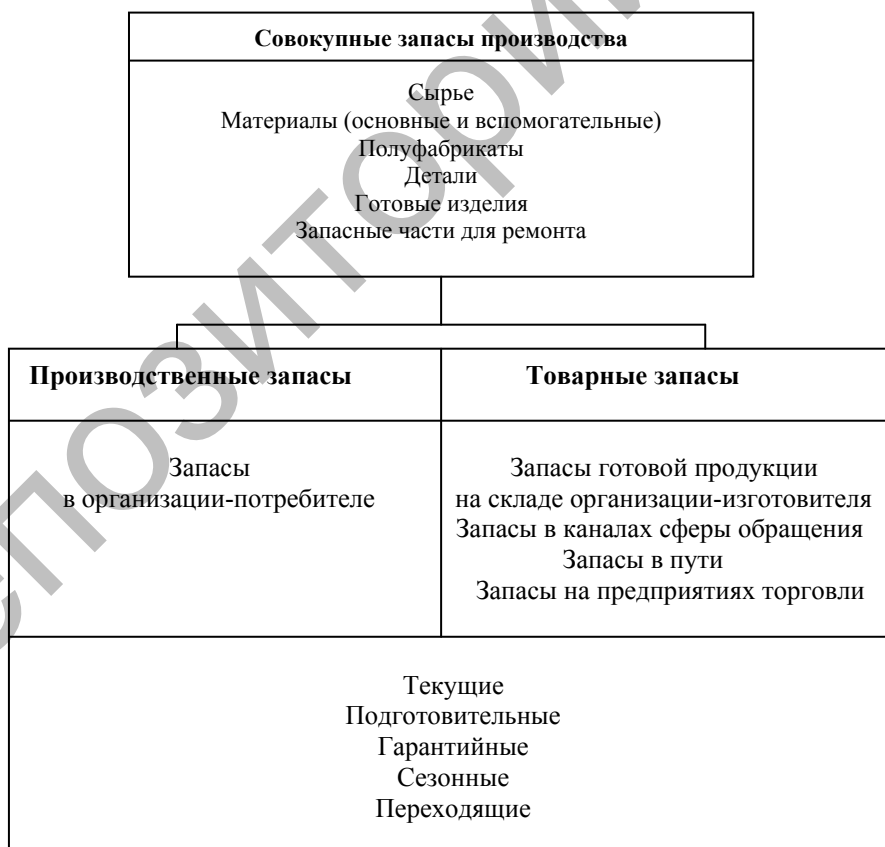 Совокупные запасы производства
Сырье
Материалы (основные и вспомогательные)
Полуфабрикаты
Детали
Готовые изделия
Запасные части для ремонта
Производственные запасы
Товарные запасы
Запасы
в организации-потребителе
Запасы готовой продукции
на складе организации-изготовителя
Запасы в каналах сферы обращения
Запасы в пути
Запасы на предприятиях торговли
Текущие
Подготовительные
Гарантийные
Сезонные
Переходящие